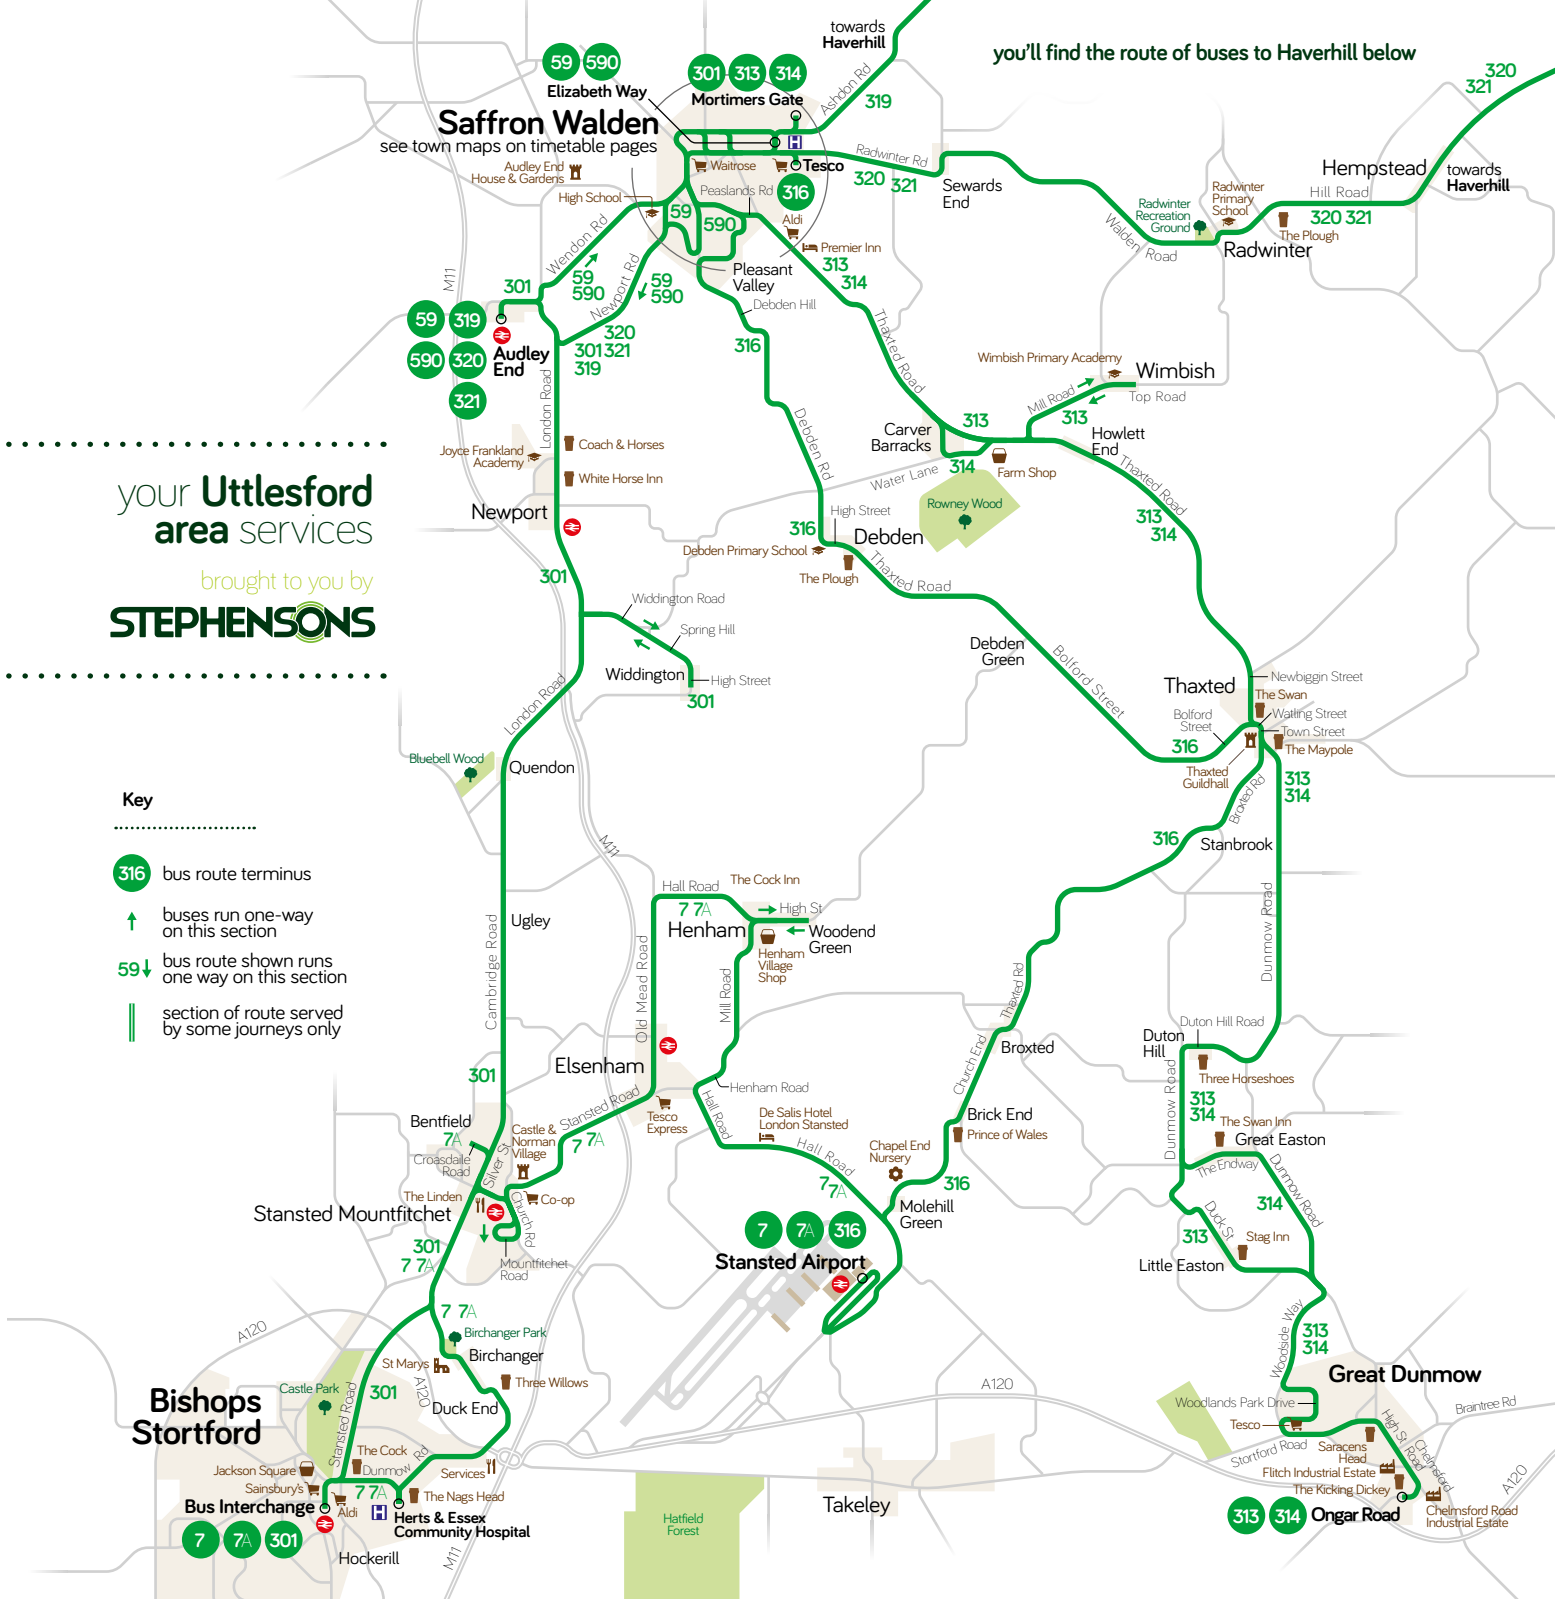 towards
Haverhill
you'll find the route of buses to Haverhill below
59 590
Elizabeth Way
301 313 314
Mortimers Gate
Ashdon Rd
319
320
321
Saffron Walden
see town maps on timetable pages
H
Waitrose
Tesco
Radwinter Rd
320 321
Sewards
End
Hempstead
towards
Haverhill
Hill Road
320 321
Audley End
House & Gardens
High School
Peaslands Rd
316
59
590
Aldi
Premier Inn
Radwinter
Primary
School
Radwinter
Recreation
Ground
The Plough
Radwinter
Walden Road
Wendon Rd
M11
301
59
590
Newport Rd
59
590
Pleasant
Valley
313
314
Debden Hill
59 319
590 320
321
Audley
End
320
301 321
319
316
Thaxted Road
London Road
Wimbish Primary Academy
Wimbish
Mill Road
313
Top Road
Debden Rd
Carver
Barracks
313
314
Howlett
End
Farm Shop
Water Lane
Rowney Wood
Thaxted Road
313
314
Joyce Frankland
Academy
Coach & Horses
White Horse Inn
Newport
your Uttlesford
area services
brought to you by
STEPHENSONS
High Street
316
Debden
Debden Primary School
The Plough
Thaxted Road
301
Widdington Road
Spring Hill
Widdington
High Street
301
Debden
Green
Bolford Street
Thaxted
Newbiggin Street
The Swan
Watling Street
Town Street
The Maypole
Bolford
Street
316
Thaxted
Guildhall
313
314
Broxted Rd
316
Stanbrook
London Road
Bluebell Wood
Quendon
M11
Key
316 bus route terminus
buses run one-way
on this section
59 bus route shown runs
one way on this section
section of route served
by some journeys only
Ugley
Cambridge Road
Hall Road
7 7A
The Cock Inn
High St
Henham
Woodend
Green
Henham
Village
Shop
Old Mead Road
Mill Road
Dunmow Road
Thaxted Rd
Broxted
Church End
Duton Hill Road
Duton
Hill
Three Horseshoes
Dunmow Road
313
314
The Swan Inn
Great Easton
The Endway
Dunmow Road
314
Duck St
313
Stag Inn
Little Easton
Elsenham
301
Henham Road
Tesco
Express
Stansted Road
7 7A
Hall Road
De Salis Hotel
London Stansted
Hall Road
7 7A
Brick End
Prince of Wales
Chapel End
Nursery
316
Molehill
Green
Bentfield
7A
Croasdaile
Road
Silver St
Castle &
Norman
Village
The Linden
Co-op
Church Rd
Stansted Mountfitchet
Mountfitchet
Road
301
7 7A
7 7A 316
Stansted Airport
7 7A
Birchanger Park
Birchanger
St Marys
Three Willows
A120
A120
Duck End
Castle Park
301
Stansted Road
Bishops
Stortford
The Cock
Dunmow Rd
Services
Jackson Square
Sainsbury's
7 7A
The Nags Head
Bus Interchange
Aldi
H
Herts & Essex
Community Hospital
7 7A 301
Hockerill
M11
Hatfield
Forest
Takeley
A120
313
314
Woodside Way
Great Dunmow
Woodlands Park Drive
Tesco
Stortford Road
Saracens
Head
High St
Chelmsford Road
Braintree Rd
A120
Flitch Industrial Estate
The Kicking Dickey
313 314 Ongar Road
Chelmsford Road
Industrial Estate